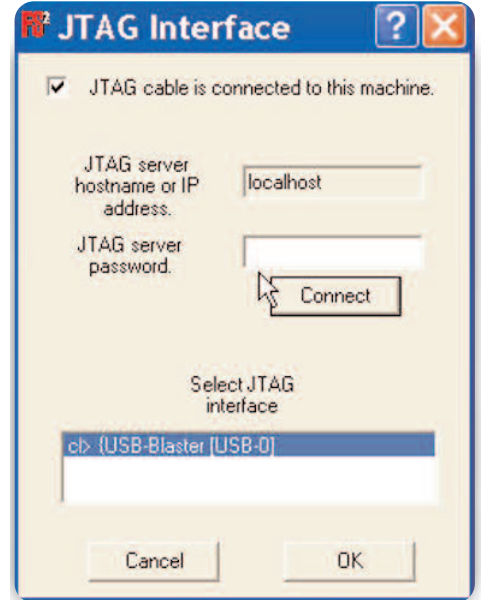 FS2 JTAG Interface
?
JTAG cable is connected to this machine.
JTAG server
hostname or IP
address.
localhost
JTAG server
password.
Connect
Select JTAG
interface
cl> {USB-Blaster [USB-0]
Cancel
OK